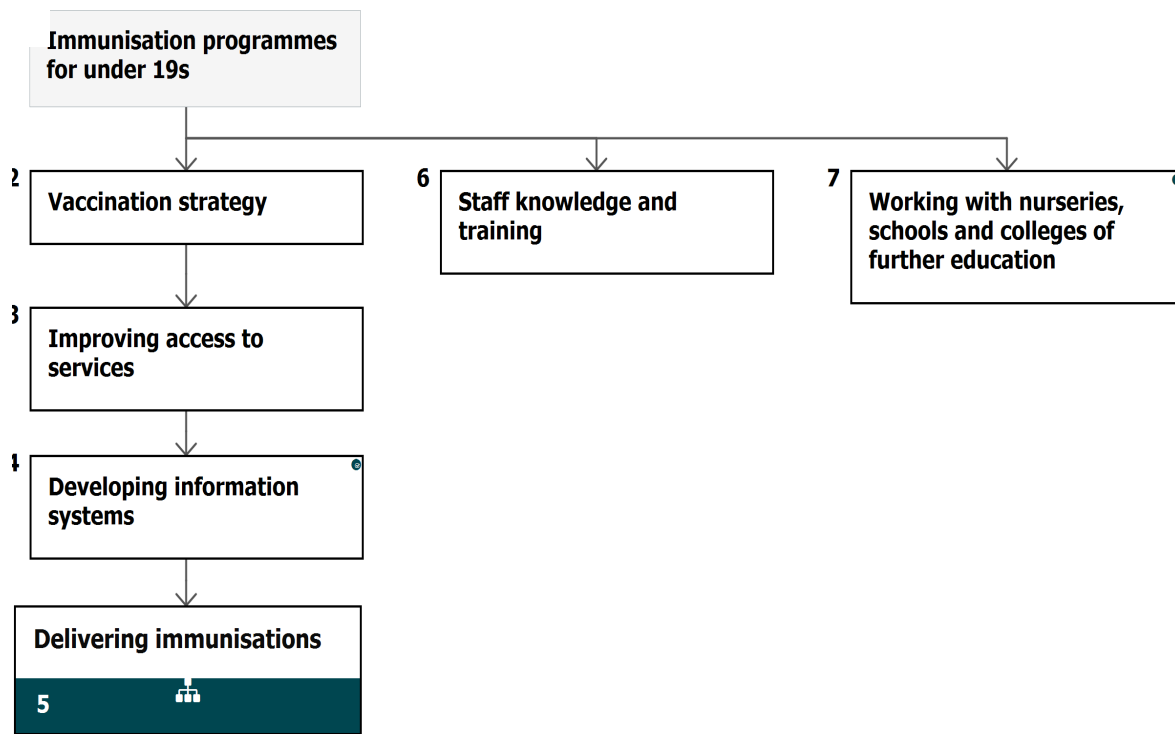 Immunisation programmes
for under 19s
2
Vaccination strategy
3
Improving access to
services
4
Developing information
systems
Delivering immunisations
5
6
Staff knowledge and
training
7
Working with nurseries,
schools and colleges of
further education